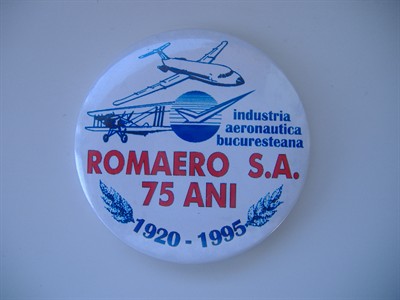 industria
aeronautica
bucuresteana
ROMAERO S.A.
75 ANI
1920 - 1995